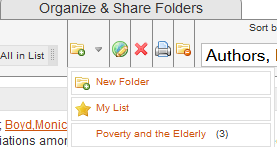 Organize & Share Folders
Sort b
All in List
Authors,
New Folder
My List
Boyd, Monic
iations amon
Poverty and the Elderly (3)